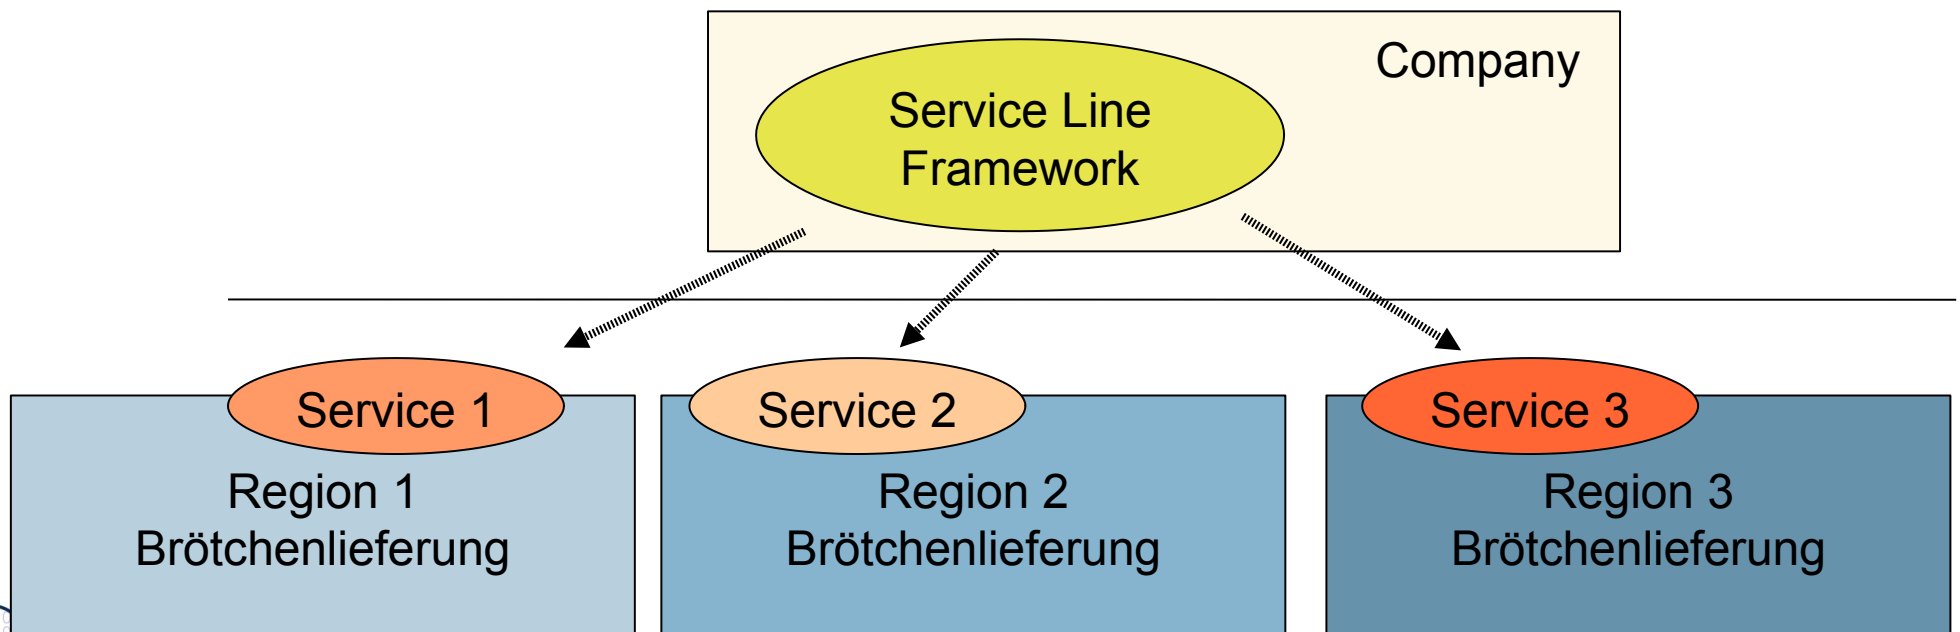 Company
Service Line
Framework
Service 1
Service 2
Service 3
Region 1
Brötchenlieferung
Region 2
Brötchenlieferung
Region 3
Brötchenlieferung